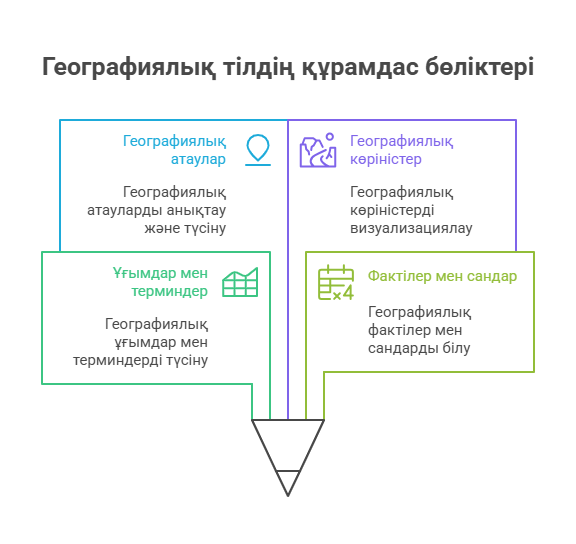 Географиялық тілдің құрамдас бөліктері
Географиялық
атаулар
Географиялық
атауларды анықтау
және түсіну
Географиялық
көріністер
Географиялық
көріністерді
визуализациялау
Ұғымдар мен
терминдер
Географиялық
ұғымдар мен
терминдерді түсіну
Фактілер мен сандар
Географиялық
фактілер мен
сандарды білу